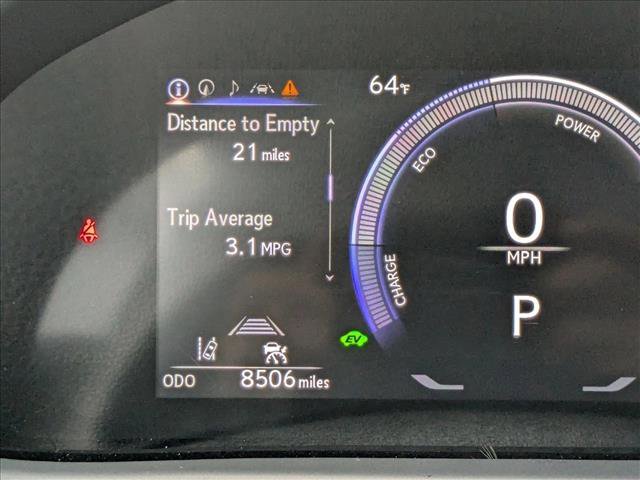 64°F
Distance to Empty
21 miles
Trip Average
3.1 MPG
ECO
POWER
CHARGE
0
MPH
P
EV
ODO 8506 miles